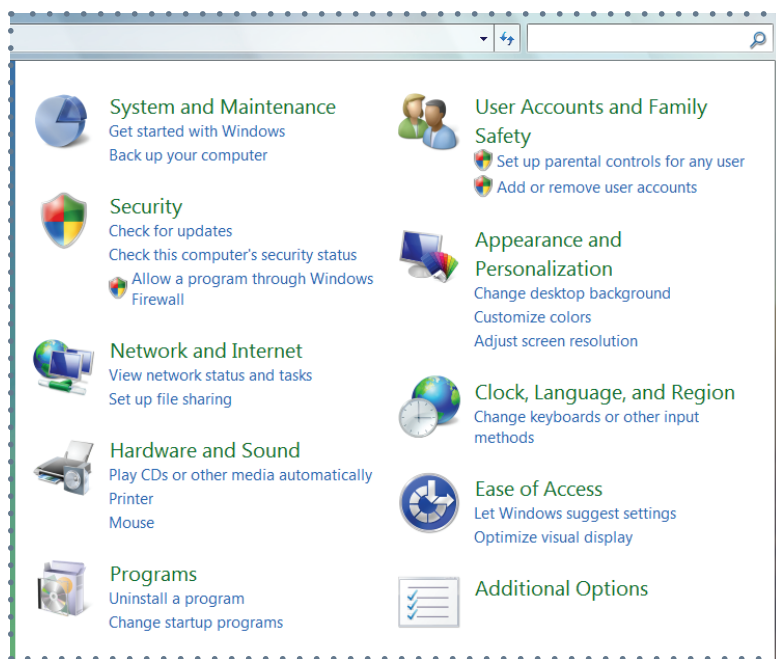 System and Maintenance
Get started with Windows
Back up your computer
Security
Check for updates
Check this computer's security status
Allow a program through Windows
Firewall
Network and Internet
View network status and tasks
Set up file sharing
Hardware and Sound
Play CDs or other media automatically
Printer
Mouse
Programs
Uninstall a program
Change startup programs
User Accounts and Family
Safety
Set up parental controls for any user
Add or remove user accounts
Appearance and
Personalization
Change desktop background
Customize colors
Adjust screen resolution
Clock, Language, and Region
Change keyboards or other input
methods
Ease of Access
Let Windows suggest settings
Optimize visual display
Additional Options